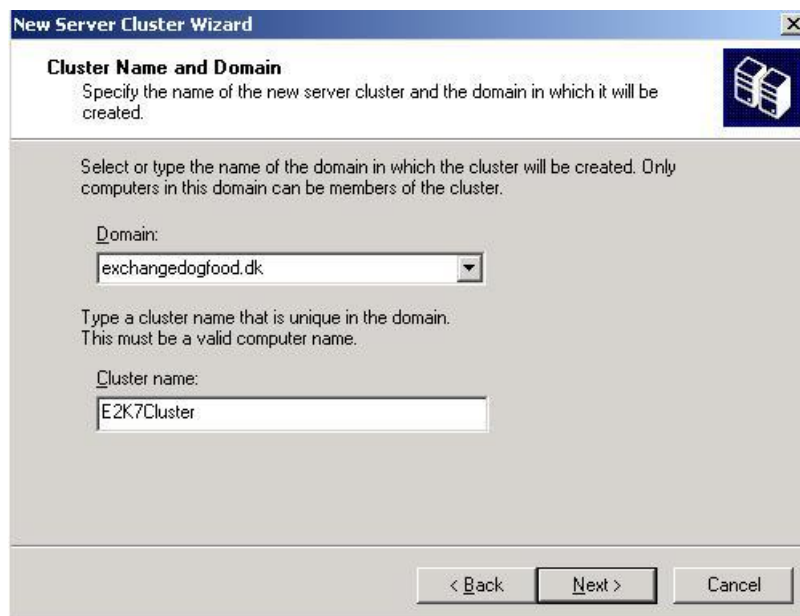 New Server Cluster Wizard
Cluster Name and Domain
Specify the name of the new server cluster and the domain in which it will be
created.
Select or type the name of the domain in which the cluster will be created. Only
computers in this domain can be members of the cluster.
Domain:
exchangedogfood.dk
Type a cluster name that is unique in the domain.
This must be a valid computer name.
Cluster name:
E2K7Cluster
< Back
Next >
Cancel